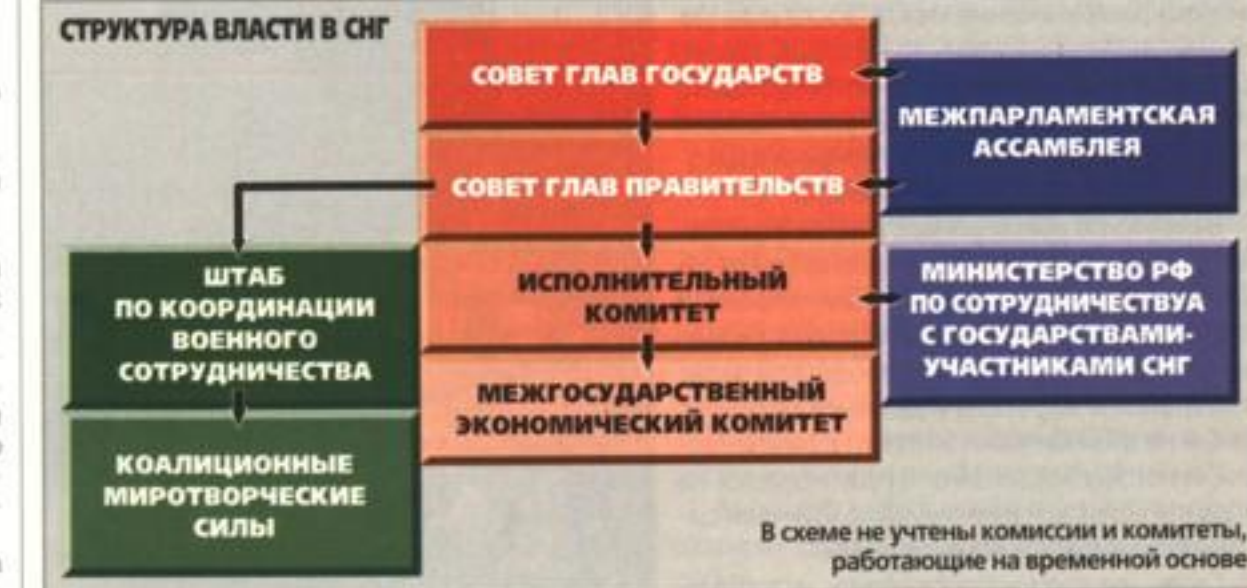 СТРУКТУРА ВЛАСТИ В СНГ
СОВЕТ ГЛАВ ГОСУДАРСТВ
МЕЖПАРЛАМЕНТСКАЯ
АССАМБЛЕЯ
СОВЕТ ГЛАВ ПРАВИТЕЛЬСТВ
ШТАБ
ПО КООРДИНАЦИИ
ВОЕННОГО
СОТРУДНИЧЕСТВА
ИСПОЛНИТЕЛЬНЫЙ
КОМИТЕТ
МИНИСТЕРСТВО РФ
ПО СОТРУДНИЧЕСТВУА
С ГОСУДАРСТВАМИ-
УЧАСТНИКАМИ СНГ
МЕЖГОСУДАРСТВЕННЫЙ
ЭКОНОМИЧЕСКИЙ КОМИТЕТ
КОАЛИЦИОННЫЕ
МИРОТВОРЧЕСКИЕ
СИЛЫ
В схеме не учтены комиссии и комитеты,
работающие на временной основе